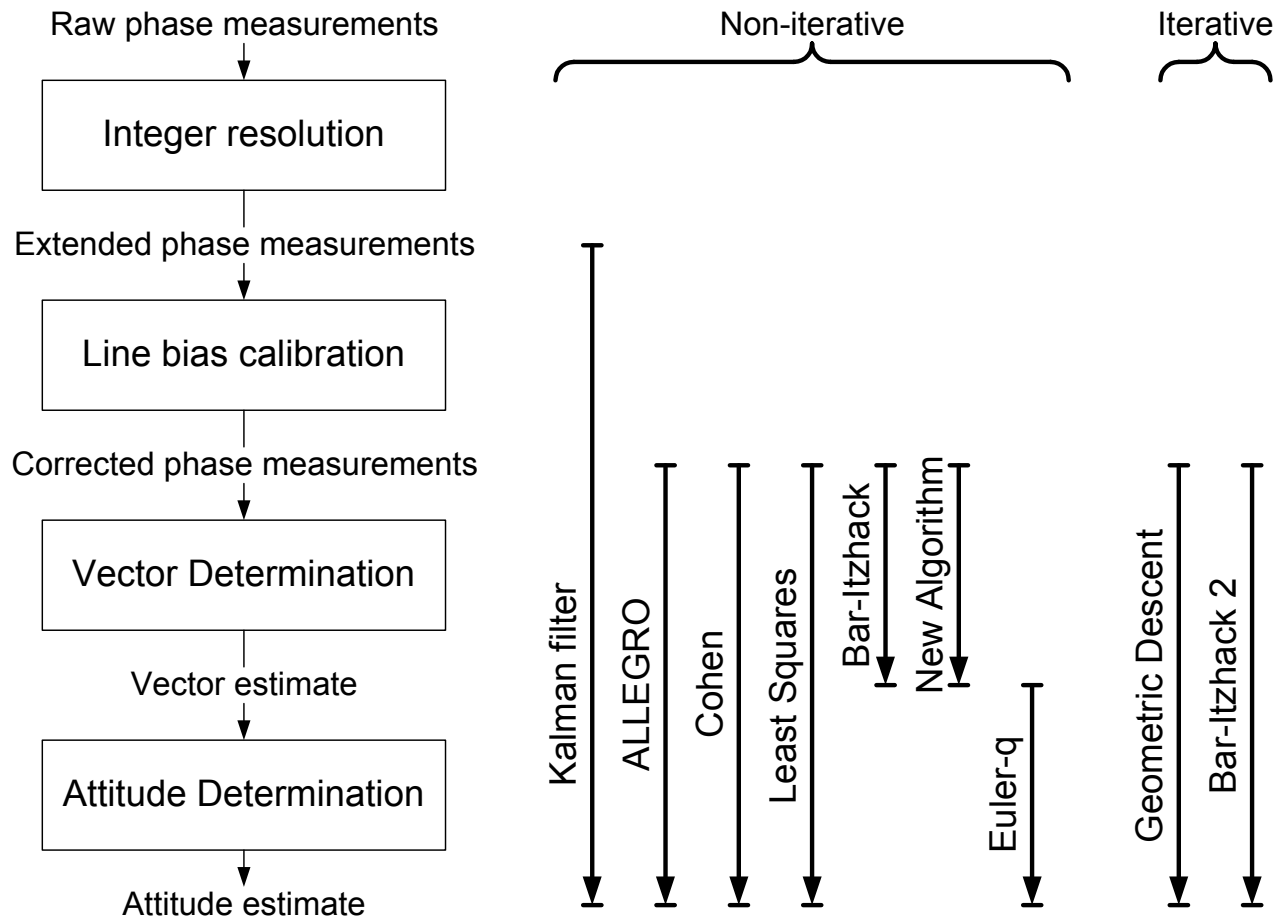 Raw phase measurements
Integer resolution
Extended phase measurements
Line bias calibration
Corrected phase measurements
Vector Determination
Vector estimate
Attitude Determination
Attitude estimate
Non-iterative
Iterative
Kalman filter
ALLEGRO
Cohen
Least Squares
Bar-Itzhack
New Algorithm
Euler-q
Geometric Descent
Bar-Itzhack 2